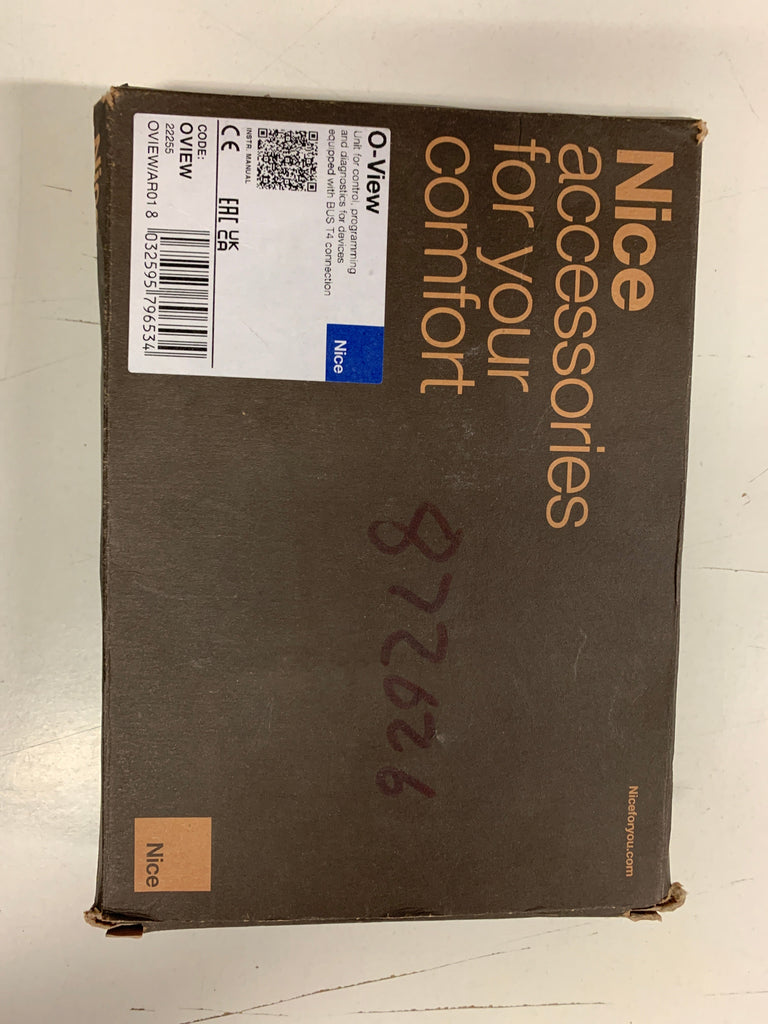 Nice
accessories
for your
comfort
O-View
Unit for control, programming
and diagnostics for devices
equipped with BUS T4 connection
Nice
INSTR. MANUAL
CE
EAC
UK
CA
CODE:
OVIEW
22255
OVIEW/AR01
8 032595 796534
872626
Niceforyou.com
Nice